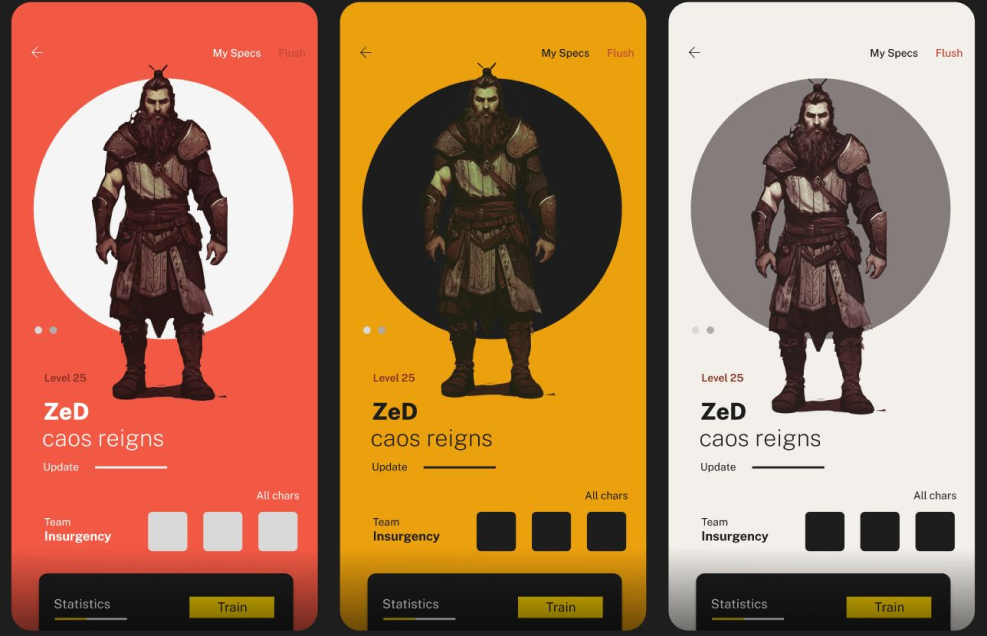 My Specs Flush
Level 25
ZeD
caos reigns
Update
All chars
Team
Insurgency
Statistics Train
My Specs Flush
Level 25
ZeD
caos reigns
Update
All chars
Team
Insurgency
Statistics Train
My Specs Flush
Level 25
ZeD
caos reigns
Update
All chars
Team
Insurgency
Statistics Train